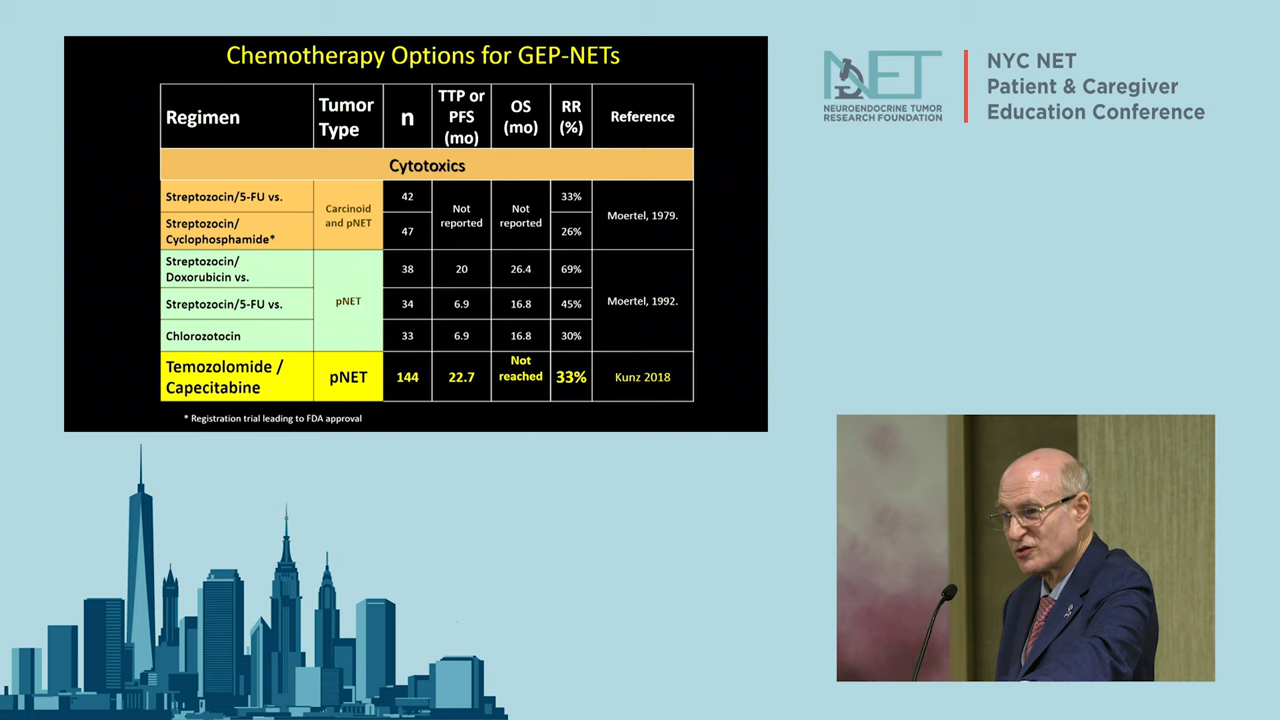 Chemotherapy Options for GEP-NETs
Regimen
Tumor
Type
n
TTP or
PFS
(mo)
OS
(mo)
RR
(%)
Reference
Cytotoxics
Streptozocin/5-FU vs.
Carcinoid
and pNET
42
Not
reported
Not
reported
33%
Moertel, 1979.
Streptozocin/
Cyclophosphamide*
47
26%
Streptozocin/
Doxorubicin vs.
pNET
38
20
26.4
69%
Moertel, 1992.
Streptozocin/5-FU vs.
34
6.9
16.8
45%
Chlorozotocin
33
6.9
16.8
30%
Temozolomide /
Capecitabine
pNET
144
22.7
Not
reached
33%
Kunz 2018
* Registration trial leading to FDA approval
NET
NEUROENDOCRINE TUMOR
RESEARCH FOUNDATION
NYC NET
Patient & Caregiver
Education Conference